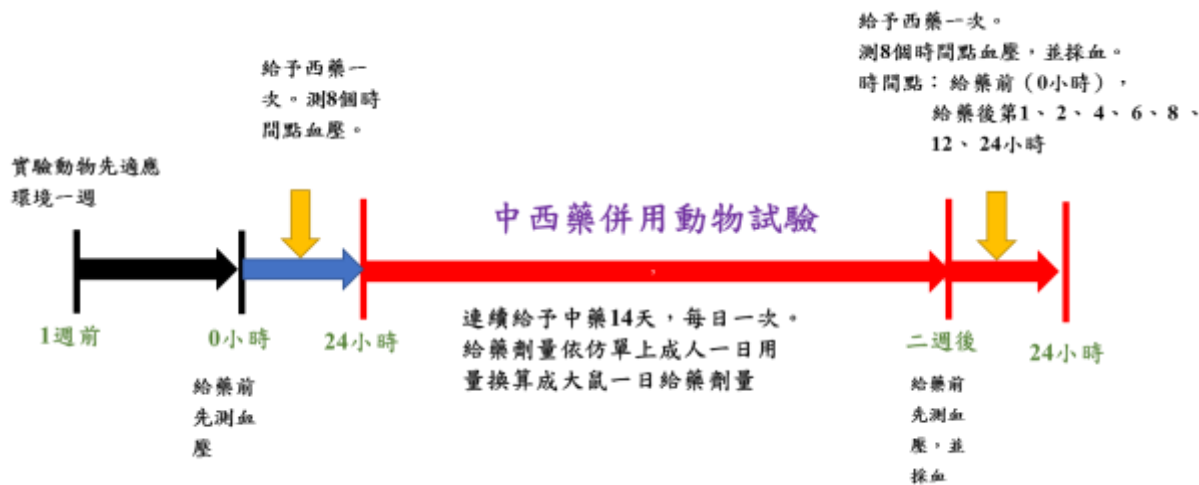 給予西藥一次。
測8個時間點血壓，並採血。
時間點：給藥前（0小時），
給藥後第1、2、4、6、8、
12、24小時
給予西藥一
次。測8個時
間點血壓。
實驗動物先適應
環境一週
中西藥併用動物試驗
，
1週前
0小時
24小時
連續給予中藥14天，每日一次。
給藥劑量依仿單上成人一日用
量換算成大鼠一日給藥劑量
二週後
24小時
給藥前
先測血
壓
給藥前
先測血
壓，並
採血